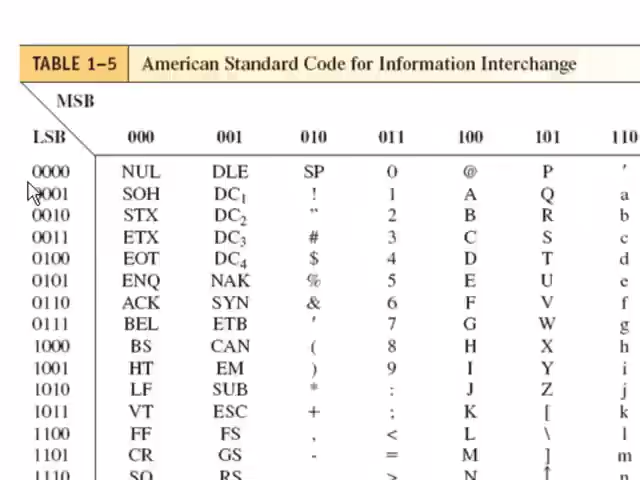 TABLE 1–5 American Standard Code for Information Interchange
MSB
LSB 000 001 010 011 100 101 110
0000 NUL DLE SP 0 @ P ′
0001 SOH DC1 ! 1 A Q a
0010 STX DC2 ” 2 B R b
0011 ETX DC3 # 3 C S c
0100 EOT DC4 $ 4 D T d
0101 ENQ NAK % 5 E U e
0110 ACK SYN & 6 F V f
0111 BEL ETB ′ 7 G W g
1000 BS CAN ( 8 H X h
1001 HT EM ) 9 I Y i
1010 LF SUB * : J Z j
1011 VT ESC + ; K [ k
1100 FF FS , < L \ l
1101 CR GS - = M ] m
1110 SO RS . > N ↑ n